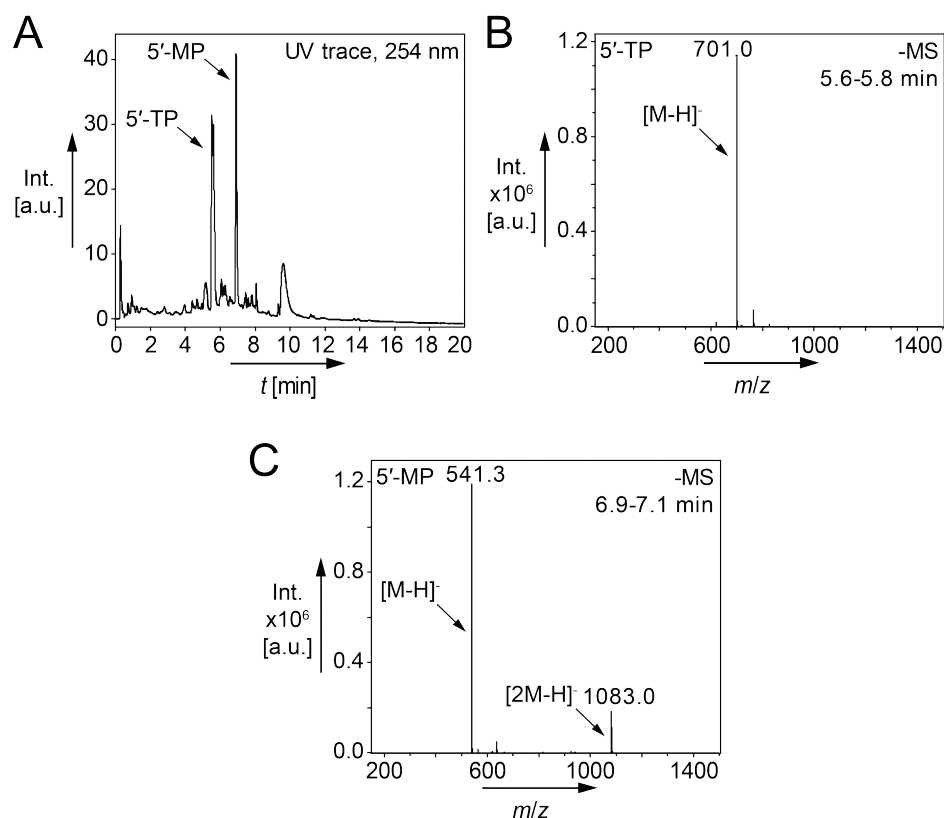 A
5′-MP
UV trace, 254 nm
5′-TP
Int.
[a.u.]
40
30
20
10
0
0 2 4 6 8 10 12 14 16 18 20
t [min]
B
5′-TP 701.0 -MS
5.6-5.8 min
[M-H]⁻
Int.
x10⁶
[a.u.]
1.2
0.8
0.4
0.0
200 600 1000 1400
m/z
C
5′-MP 541.3 -MS
6.9-7.1 min
[M-H]⁻
Int.
x10⁶
[a.u.]
[2M-H]⁻ 1083.0
1.2
0.8
0.4
0.0
200 600 1000 1400
m/z